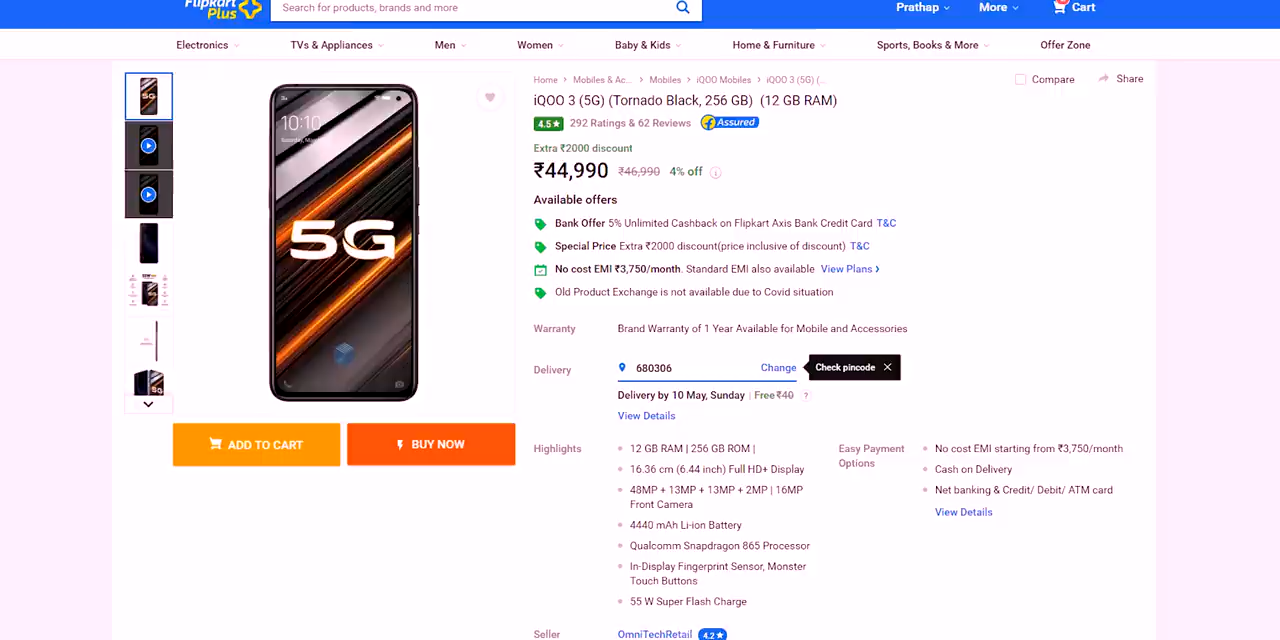 Flipkart
Plus
Search for products, brands and more
Prathap
More
Cart
Electronics
TVs & Appliances
Men
Women
Baby & Kids
Home & Furniture
Sports, Books & More
Offer Zone
Home > Mobiles & Ac... > Mobiles > iQOO Mobiles > iQOO 3 (5G) (...
Compare
Share
iQOO 3 (5G) (Tornado Black, 256 GB) (12 GB RAM)
4.5★ 292 Ratings & 62 Reviews Assured
Extra ₹2000 discount
₹44,990 ₹46,990 4% off
Available offers
Bank Offer 5% Unlimited Cashback on Flipkart Axis Bank Credit Card T&C
Special Price Extra ₹2000 discount(price inclusive of discount) T&C
No cost EMI ₹3,750/month. Standard EMI also available View Plans >
Old Product Exchange is not available due to Covid situation
Warranty
Brand Warranty of 1 Year Available for Mobile and Accessories
Delivery
680306
Change
Check pincode
Delivery by 10 May, Sunday | Free ₹40 ?
View Details
10:10
5G
5G
5G
ADD TO CART
BUY NOW
Highlights
12 GB RAM | 256 GB ROM |
16.36 cm (6.44 inch) Full HD+ Display
48MP + 13MP + 13MP + 2MP | 16MP
Front Camera
4440 mAh Li-ion Battery
Qualcomm Snapdragon 865 Processor
In-Display Fingerprint Sensor, Monster
Touch Buttons
55 W Super Flash Charge
Easy Payment
Options
No cost EMI starting from ₹3,750/month
Cash on Delivery
Net banking & Credit/ Debit/ ATM card
View Details
Seller
OmniTechRetail 4.2★